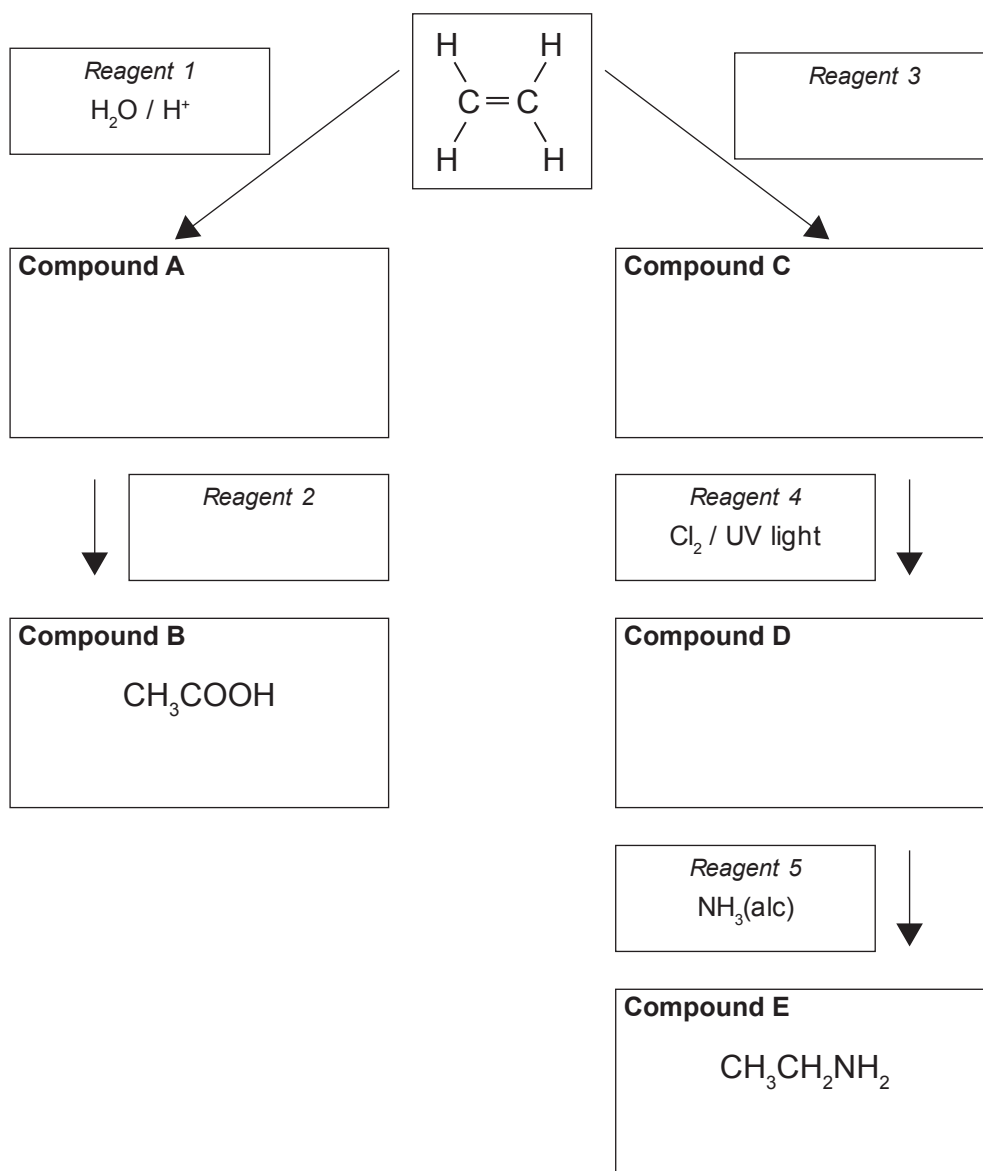 Reagent 1
H₂O / H⁺
H H
C=C
H H
Reagent 3
Compound A
Compound C
Reagent 2
Reagent 4
Cl₂ / UV light
Compound B
CH₃COOH
Compound D
Reagent 5
NH₃(alc)
Compound E
CH₃CH₂NH₂